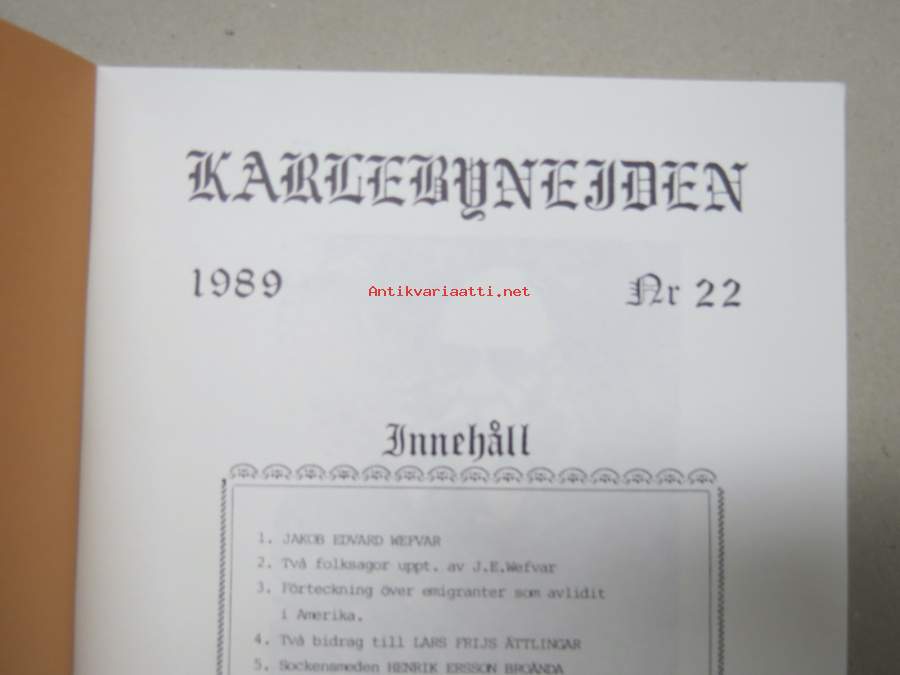 KARLEBYNEJDEN
1989 Antikvariaatti.net Nr 22
Innehåll
1. JAKOB EDVARD WEFVAR
2. Två folksagor uppt. av J.E.Wefvar
3. Förteckning över emigranter som avlidit
i Amerika.
4. Två bidrag till LARS FRIJS ÄTTLINGAR
5. Sockensmeden HENRIK ERSSON BROÄNDA